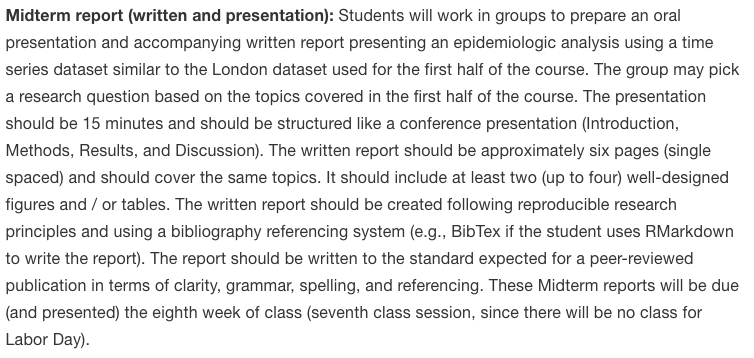 Midterm report (written and presentation): Students will work in groups to prepare an oral
presentation and accompanying written report presenting an epidemiologic analysis using a time
series dataset similar to the London dataset used for the first half of the course. The group may pick
a research question based on the topics covered in the first half of the course. The presentation
should be 15 minutes and should be structured like a conference presentation (Introduction,
Methods, Results, and Discussion). The written report should be approximately six pages (single
spaced) and should cover the same topics. It should include at least two (up to four) well-designed
figures and / or tables. The written report should be created following reproducible research
principles and using a bibliography referencing system (e.g., BibTex if the student uses RMarkdown
to write the report). The report should be written to the standard expected for a peer-reviewed
publication in terms of clarity, grammar, spelling, and referencing. These Midterm reports will be due
(and presented) the eighth week of class (seventh class session, since there will be no class for
Labor Day).